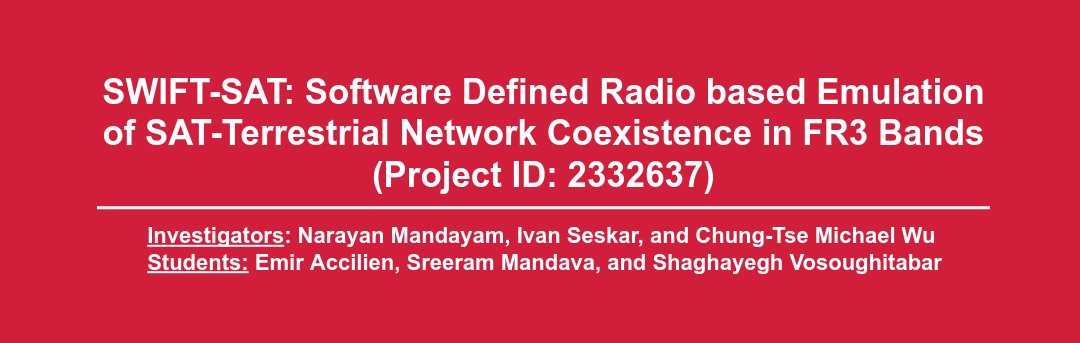 SWIFT-SAT: Software Defined Radio based Emulation
of SAT-Terrestrial Network Coexistence in FR3 Bands
(Project ID: 2332637)
Investigators: Narayan Mandayam, Ivan Seskar, and Chung-Tse Michael Wu
Students: Emir Accilien, Sreeram Mandava, and Shaghayegh Vosoughitabar